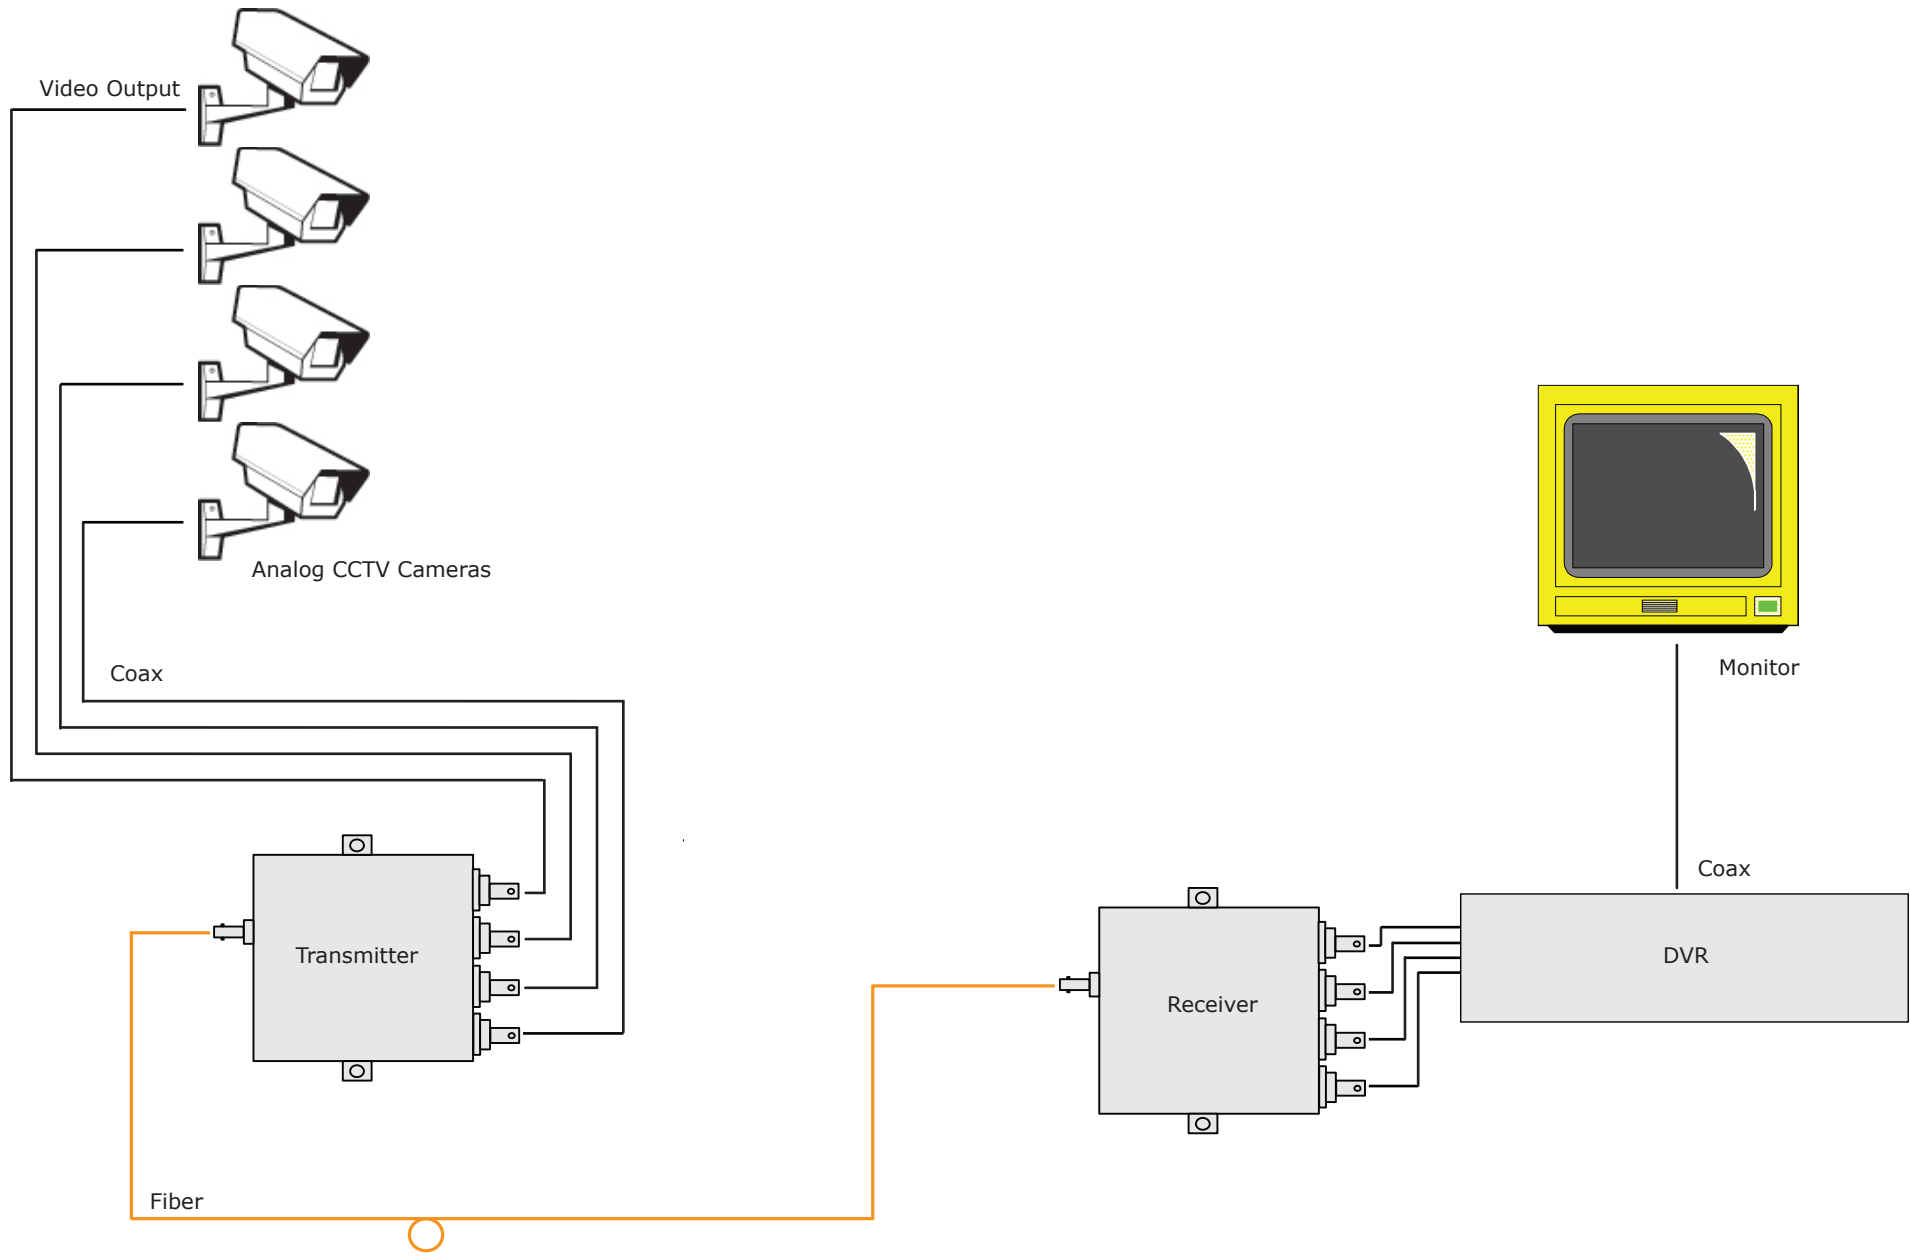 Video Output
Analog CCTV Cameras
Coax
Monitor
Coax
Transmitter
DVR
Receiver
Fiber